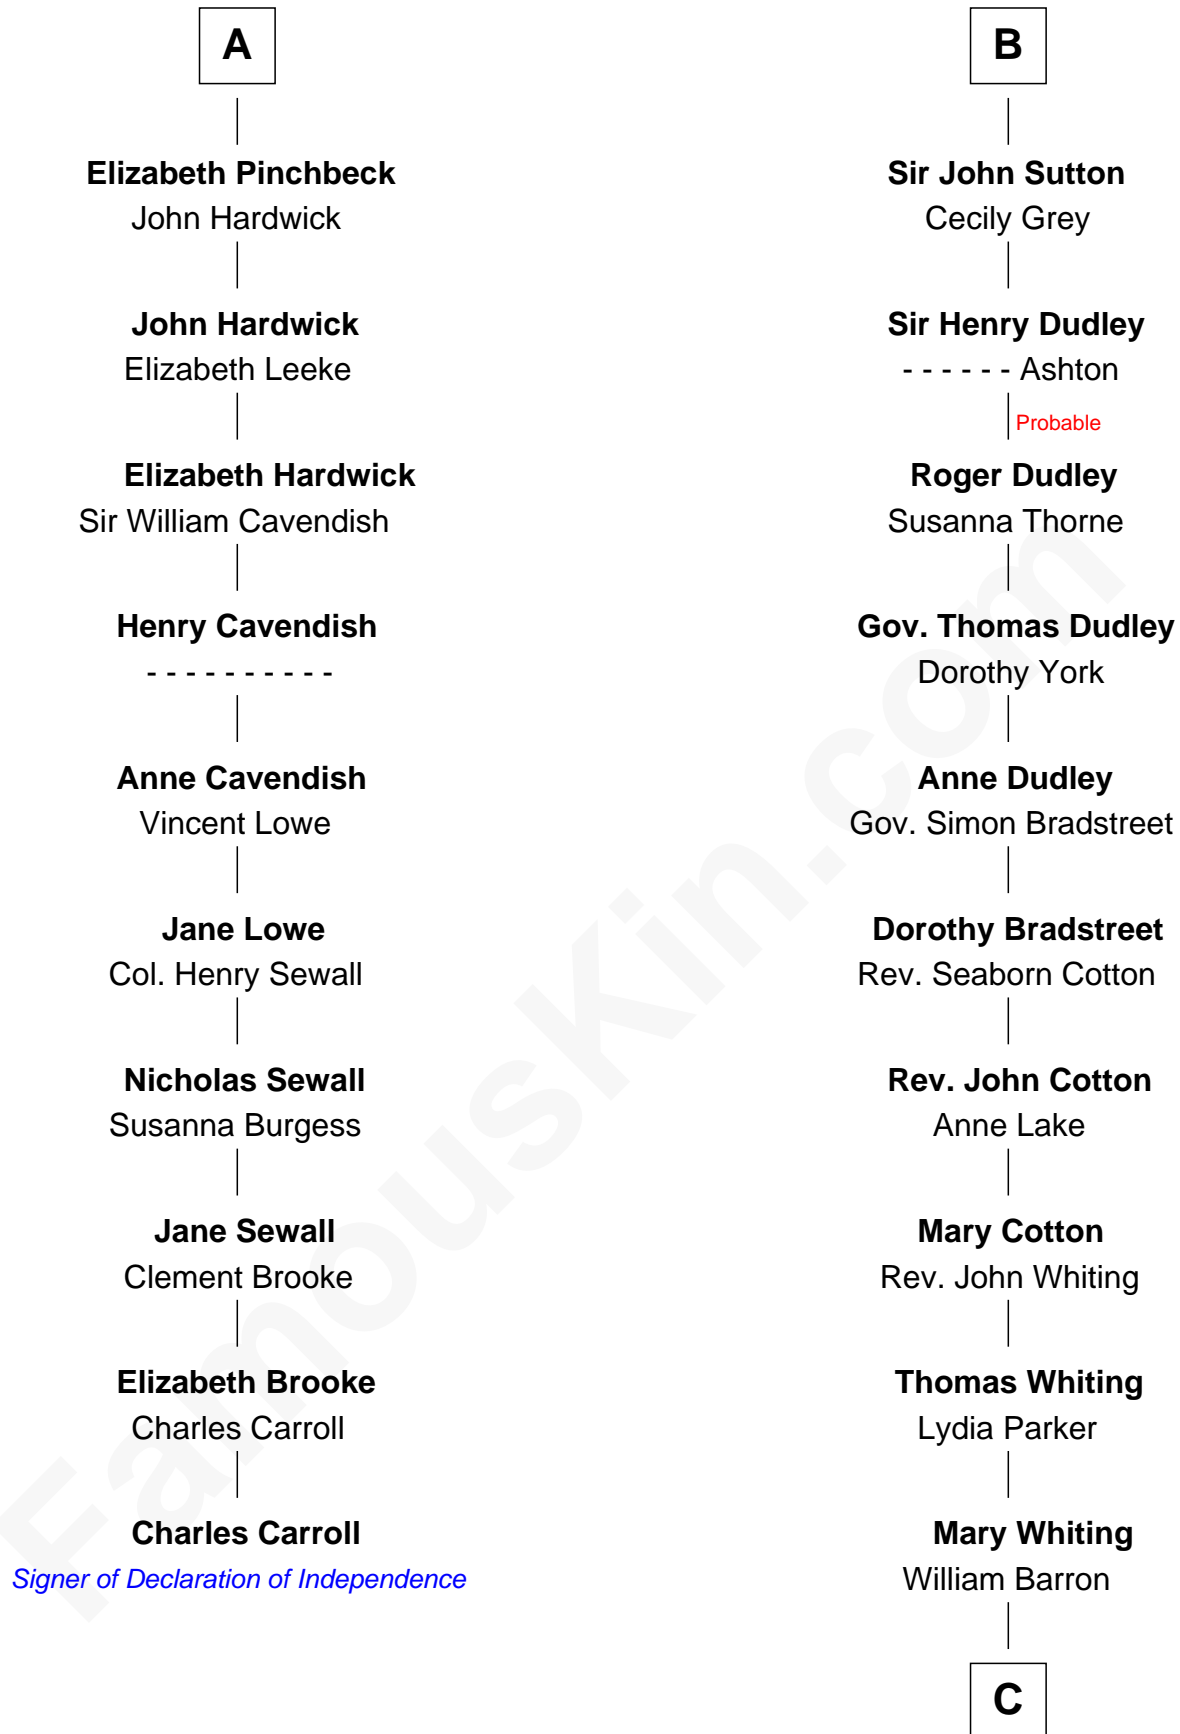 A
Elizabeth Pinchbeck
John Hardwick
John Hardwick
Elizabeth Leeke
Elizabeth Hardwick
Sir William Cavendish
Henry Cavendish
- - - - - - - - - -
Anne Cavendish
Vincent Lowe
Jane Lowe
Col. Henry Sewall
Nicholas Sewall
Susanna Burgess
Jane Sewall
Clement Brooke
Elizabeth Brooke
Charles Carroll
Charles Carroll
Signer of Declaration of Independence
B
Sir John Sutton
Cecily Grey
Sir Henry Dudley
- - - - - - Ashton
Probable
Roger Dudley
Susanna Thorne
Gov. Thomas Dudley
Dorothy York
Anne Dudley
Gov. Simon Bradstreet
Dorothy Bradstreet
Rev. Seaborn Cotton
Rev. John Cotton
Anne Lake
Mary Cotton
Rev. John Whiting
Thomas Whiting
Lydia Parker
Mary Whiting
William Barron
C
FamousKin.com